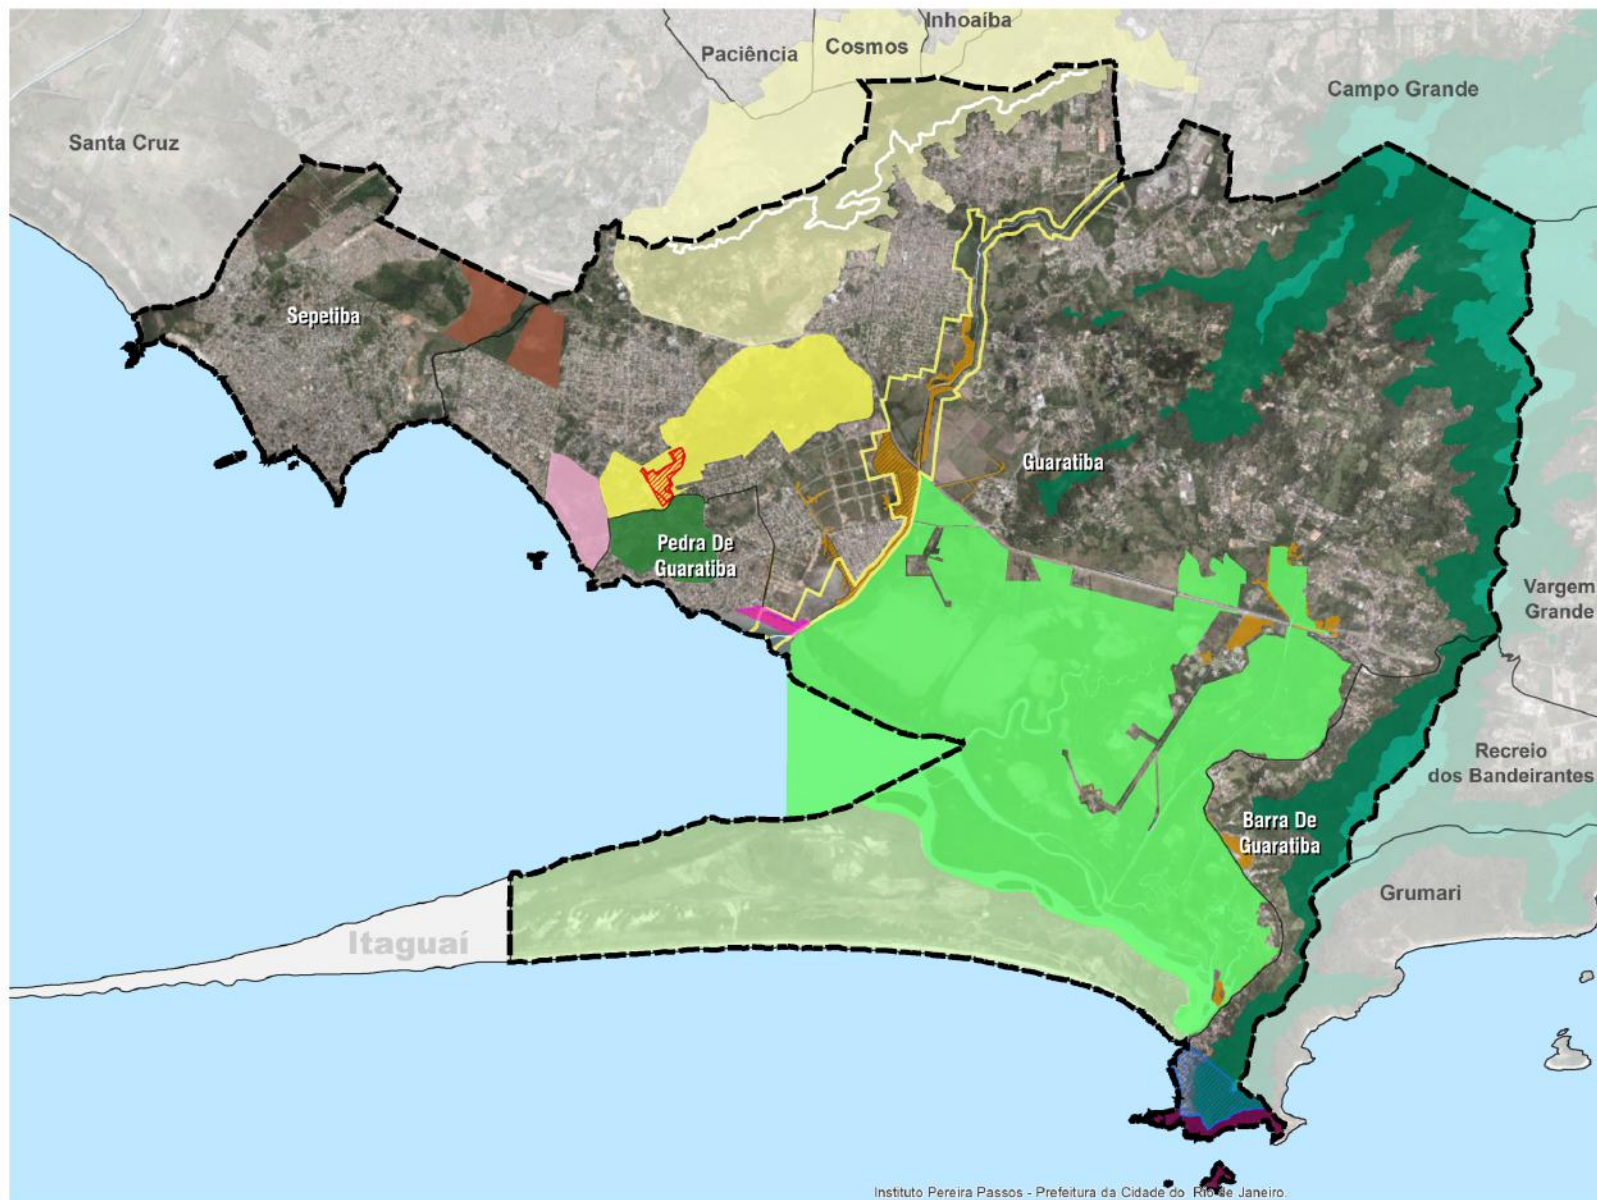 Inhoaíba
Cosmos
Paciência
Campo Grande
Santa Cruz
Sepetiba
Guaratiba
Pedra De
Guaratiba
Vargem
Grande
Recreio
dos Bandeirantes
Barra De
Guaratiba
Grumari
Itaguaí
Instituto Pereira Passos - Prefeitura da Cidade do Rio de Janeiro.